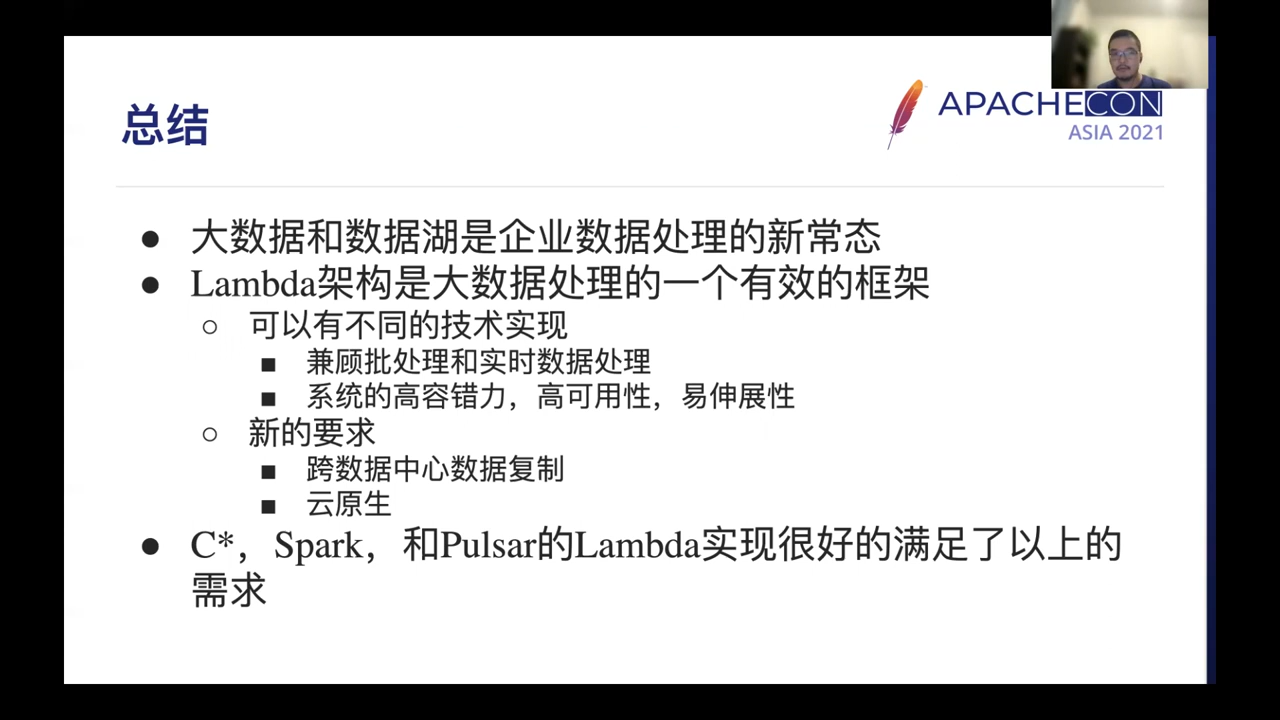 总结
APACHECON
ASIA 2021
● 大数据和数据湖是企业数据处理的新常态
● Lambda架构是大数据处理的一个有效的框架
○ 可以有不同的技术实现
■ 兼顾批处理和实时数据处理
■ 系统的高容错力，高可用性，易伸展性
○ 新的要求
■ 跨数据中心数据复制
■ 云原生
● C*，Spark，和Pulsar的Lambda实现很好的满足了以上的
需求